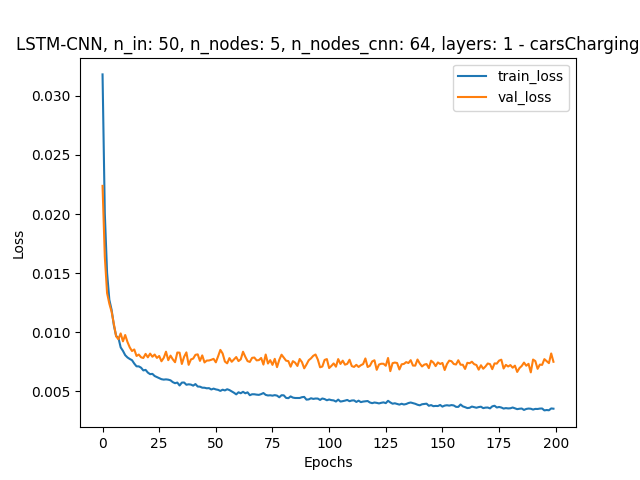 LSTM-CNN, n_in: 50, n_nodes: 5, n_nodes_cnn: 64, layers: 1 - carsCharging
train_loss
val_loss
0.030
0.025
0.020
0.015
0.010
0.005
Loss
0 25 50 75 100 125 150 175 200
Epochs